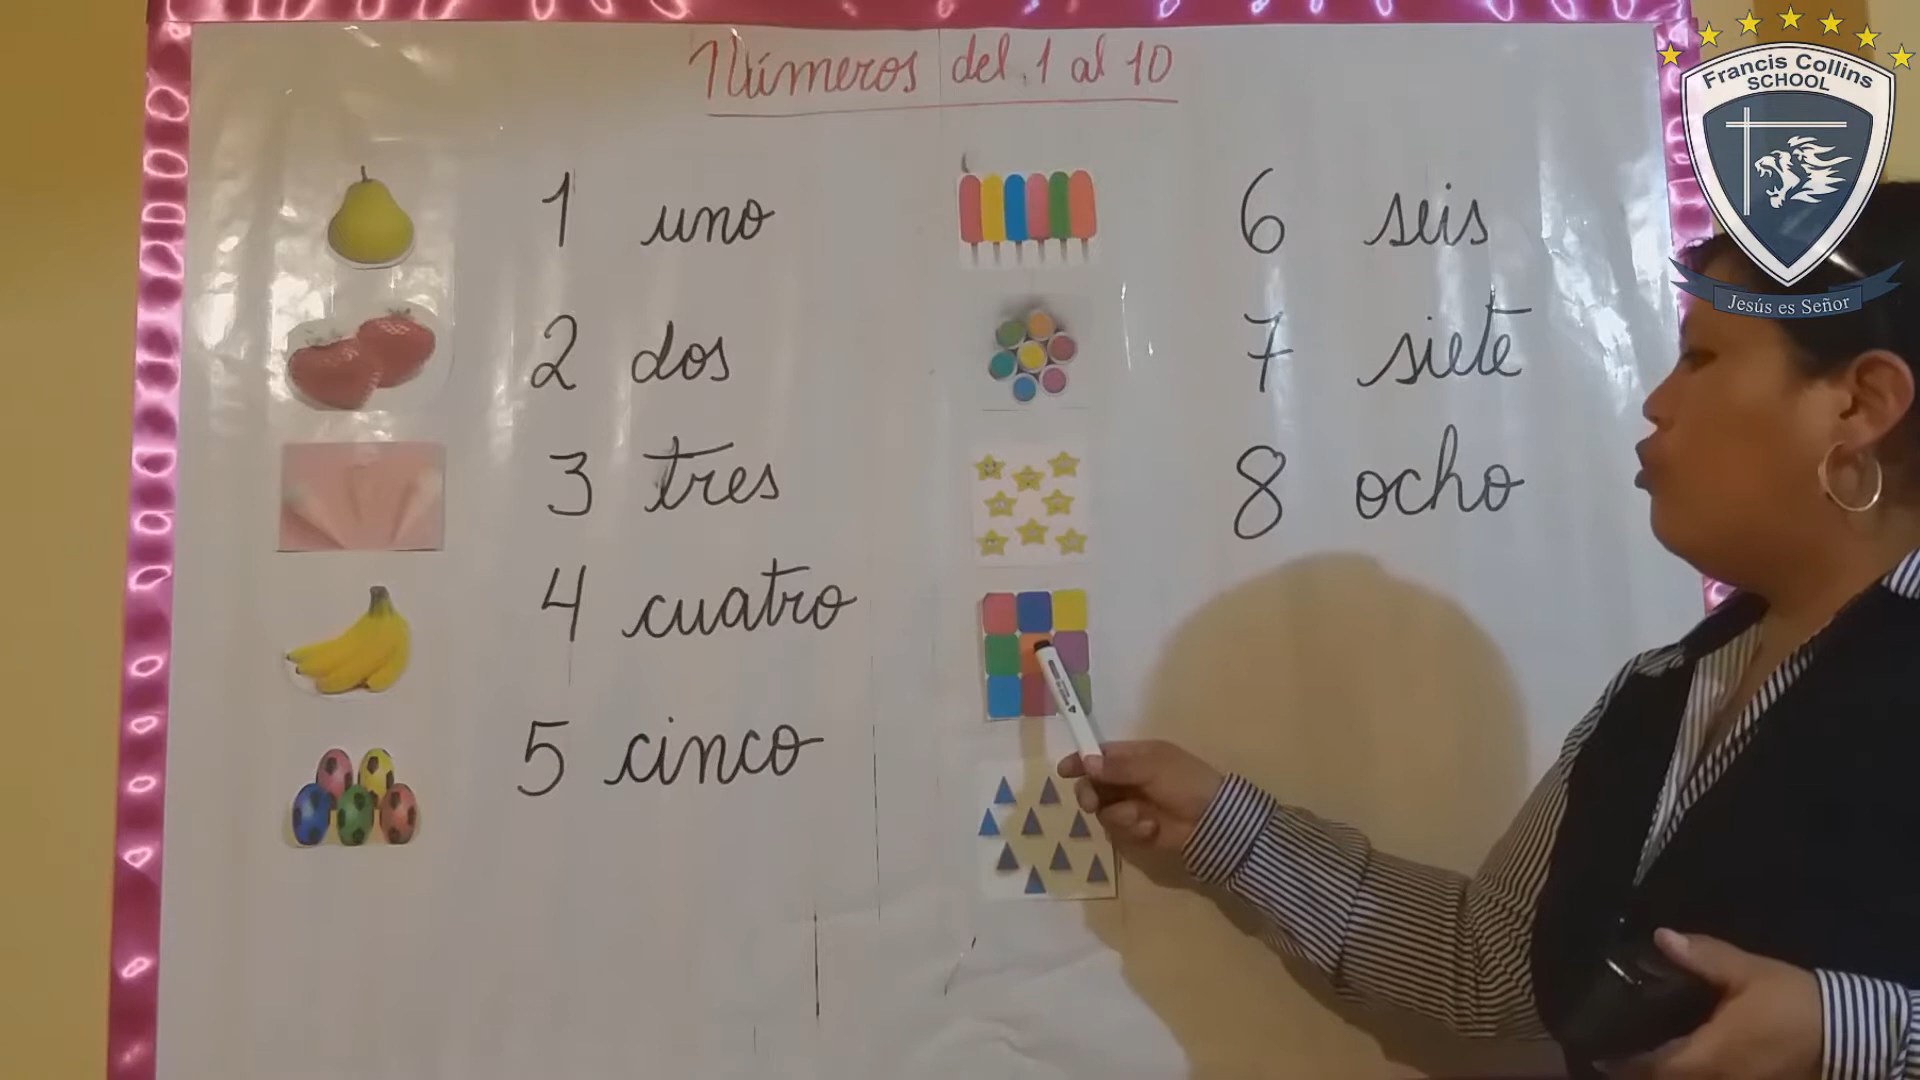 Números del 1 al 10
1 uno
2 dos
3 tres
4 cuatro
5 cinco
6 seis
7 siete
8 ocho
Francis Collins
SCHOOL
Jesús es Señor